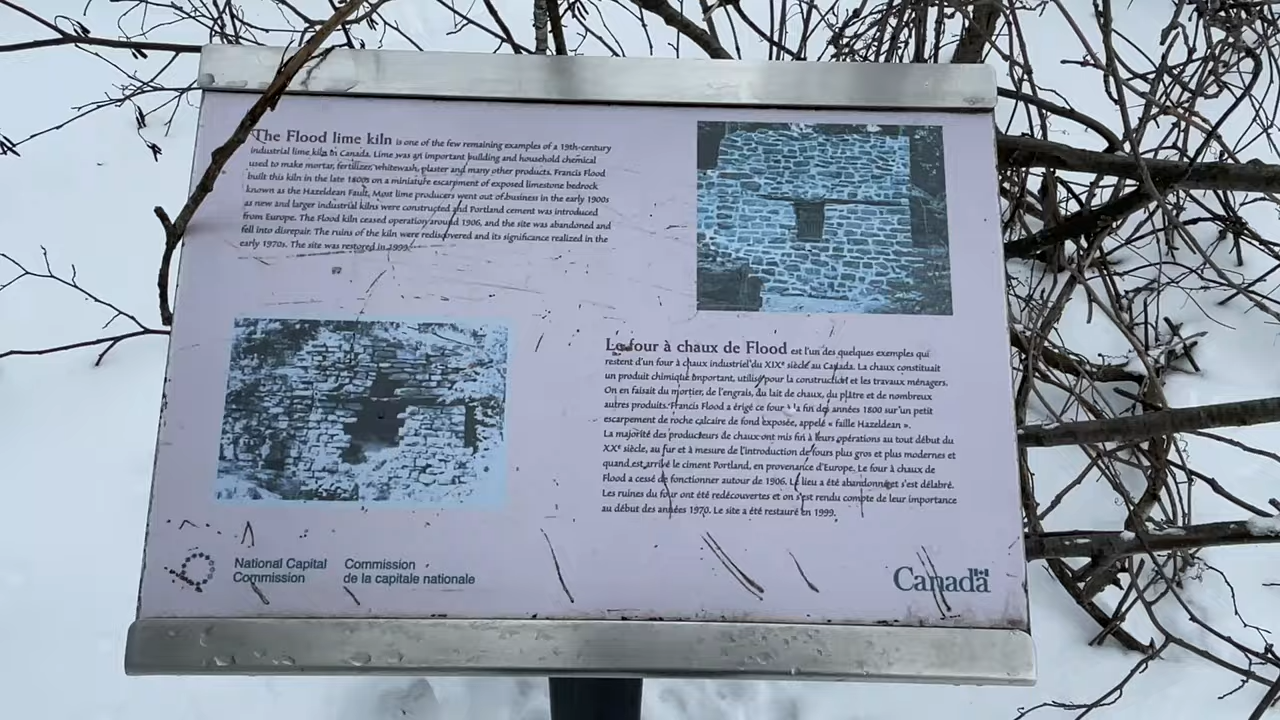 The Flood lime kiln is one of the few remaining examples of a 19th-century
industrial lime kiln in Canada. Lime was an important building and household chemical
used to make mortar, fertilizer, whitewash, plaster and many other products. Francis Flood
built this kiln in the late 1800s on a miniature escarpment of exposed limestone bedrock
known as the Hazeldean Fault. Most lime producers went out of business in the early 1900s
as new and larger industrial kilns were constructed and Portland cement was introduced
from Europe. The Flood kiln ceased operation around 1906, and the site was abandoned and
fell into disrepair. The ruins of the kiln were rediscovered and its significance realized in the
early 1970s. The site was restored in 1999.
Le four à chaux de Flood est l'un des quelques exemples qui
restent d'un four à chaux industriel du XIXe siècle au Canada. La chaux constituait
un produit chimique important, utilisé pour la construction et les travaux ménagers.
On en faisait du mortier, de l'engrais, du lait de chaux, du plâtre et de nombreux
autres produits. Francis Flood a érigé ce four à la fin des années 1800 sur un petit
escarpement de roche calcaire de fond exposée, appelé « faille Hazeldean ».
La majorité des producteurs de chaux ont mis fin à leurs opérations au tout début du
XXe siècle, au fur et à mesure de l'introduction de fours plus gros et plus modernes et
quand est arrivé le ciment Portland, en provenance d'Europe. Le four à chaux de
Flood a cessé de fonctionner autour de 1906. Le lieu a été abandonné et s'est délabré.
Les ruines du four ont été redécouvertes et on s'est rendu compte de leur importance
au début des années 1970. Le site a été restauré en 1999.
National Capital Commission
Commission de la capitale nationale
Canada